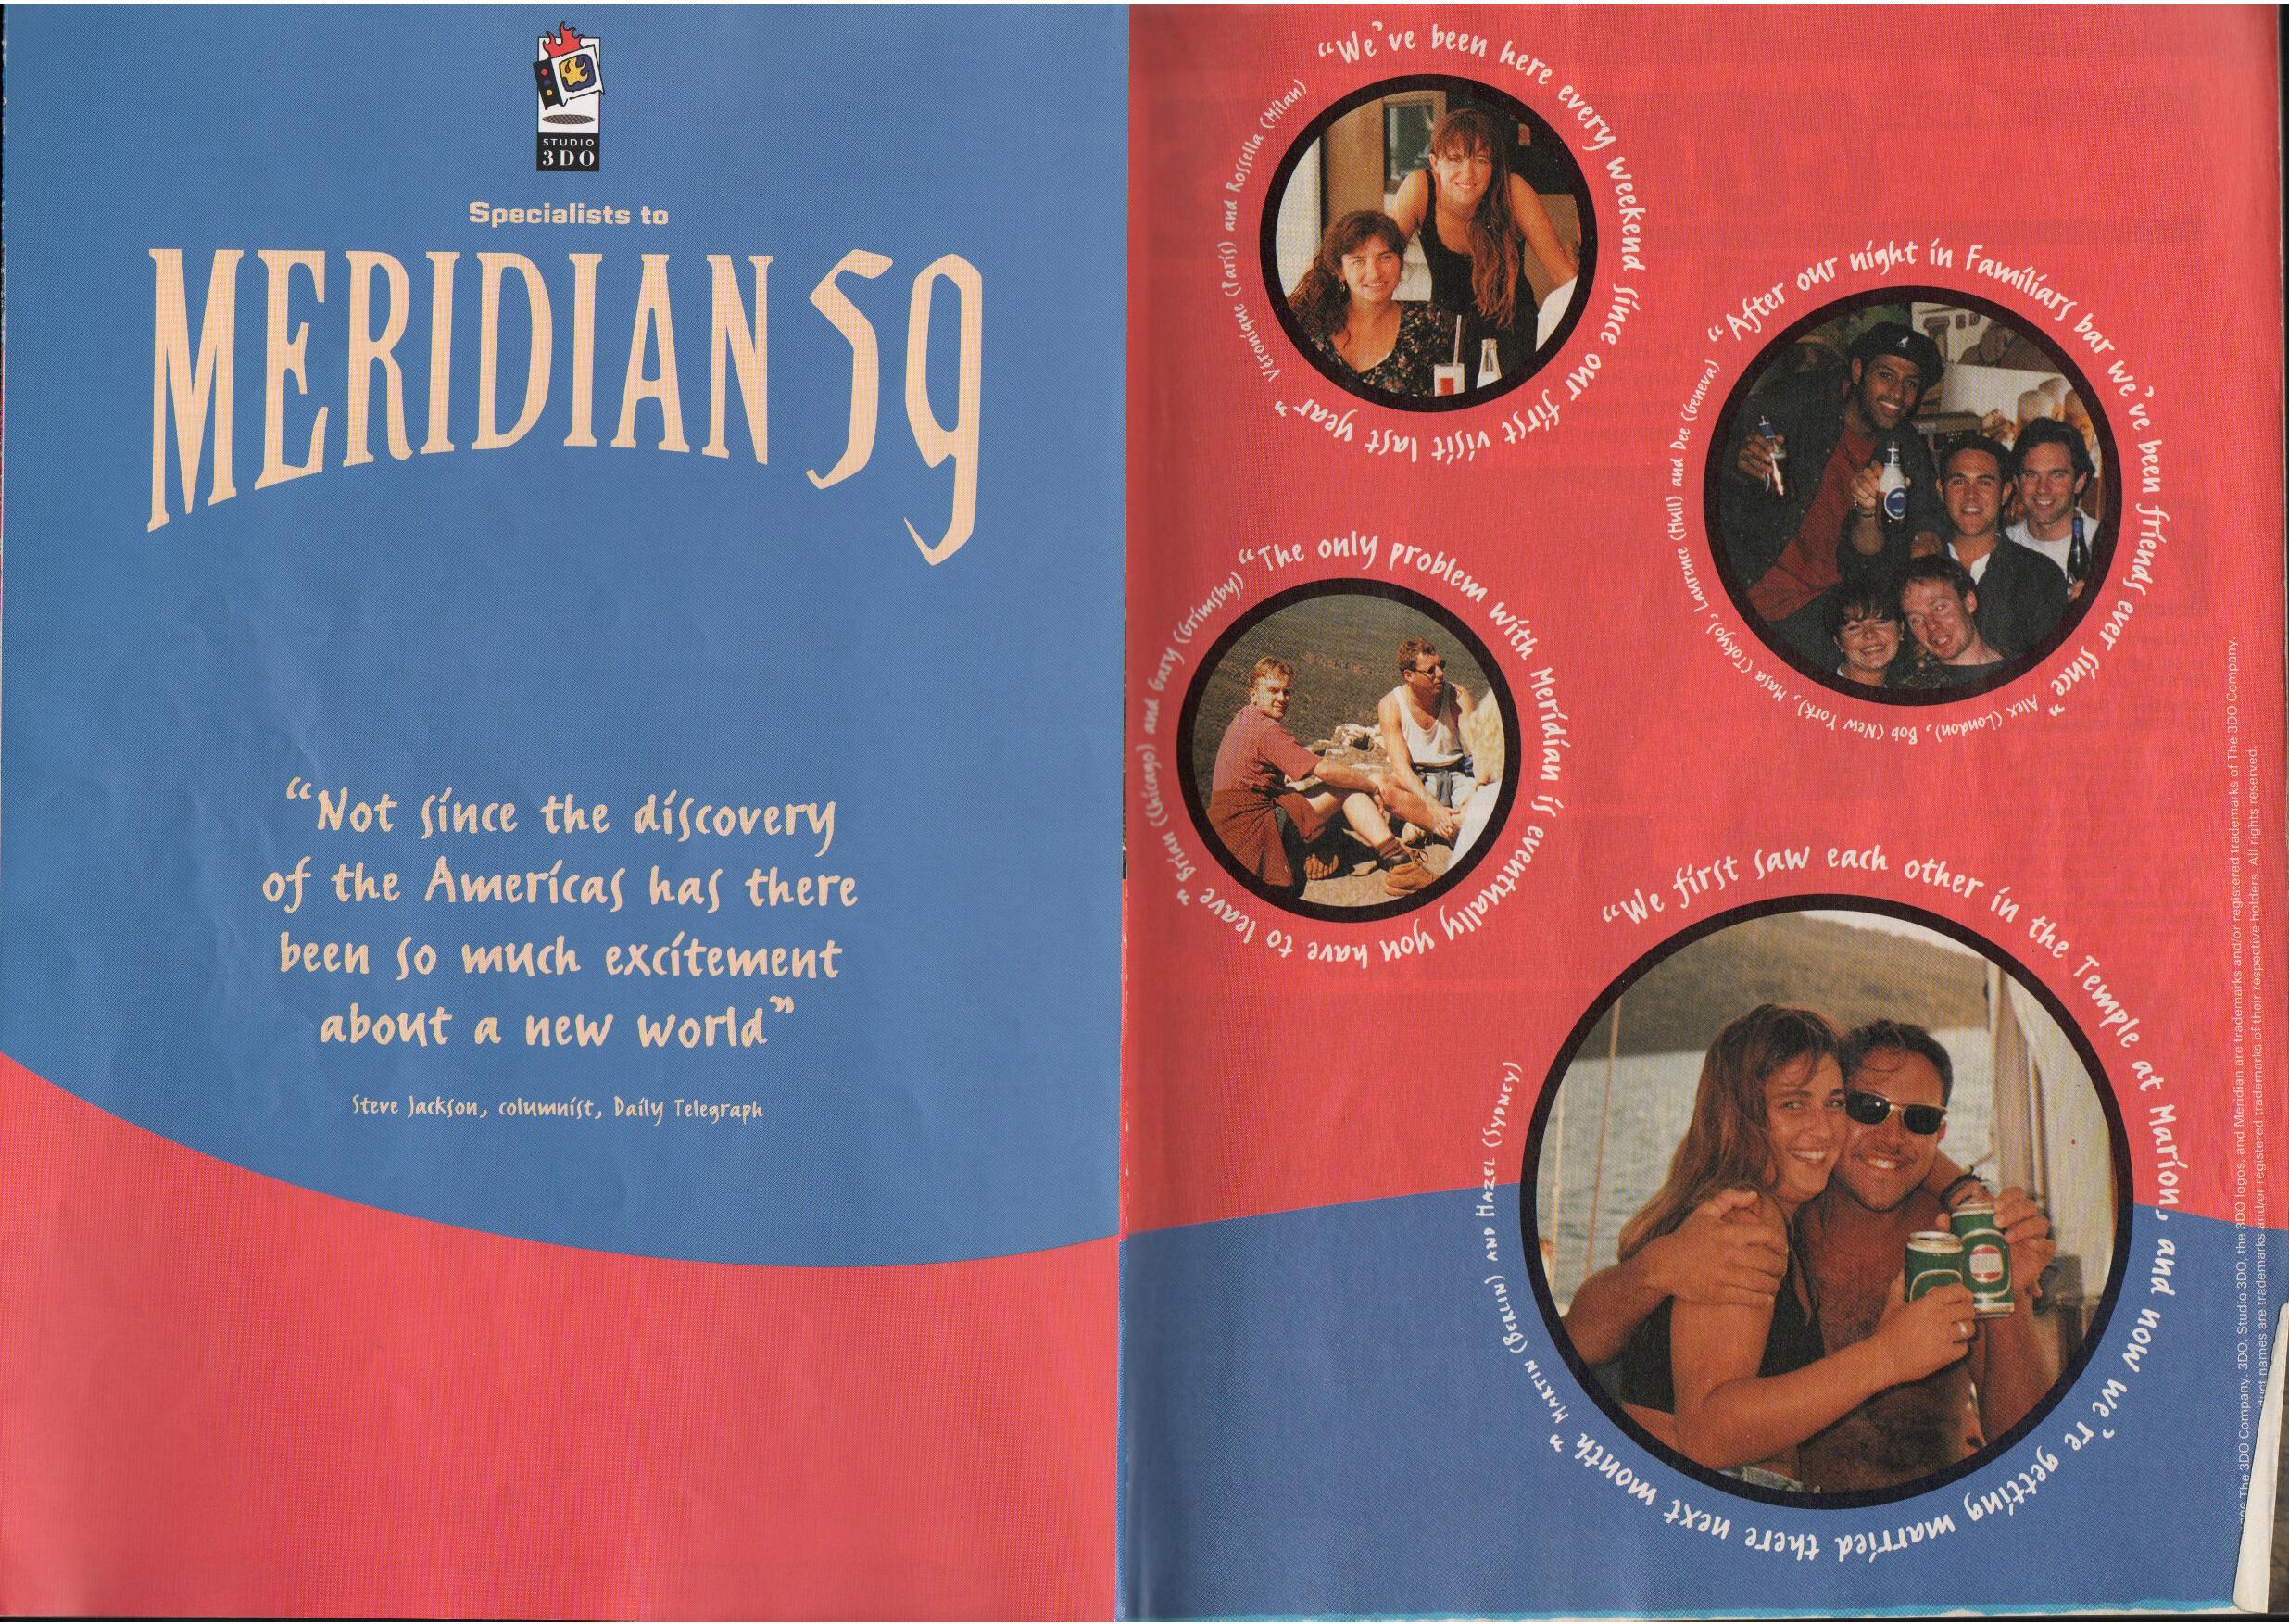 STUDIO
3DO
Specialists to
MERIDIAN 59
“Not since the discovery
of the Americas has there
been so much excitement
about a new world”
Steve Jackson, columnist, Daily Telegraph
“We’ve been here every weekend since our first visit last year”
Véronique (Paris) and Rossella (Milan)
“After our night in Familiars bar we’ve been friends ever since”
Alex (London), Bob (New York), Masa (Tokyo), Laurence (Hull) and Dee (Geneva)
“The only problem with Meridian is eventually you have to leave”
Brian (Chicago) and Gary (Grimsby)
“We first saw each other in the Temple at Marion, and now we’re getting married there next month”
Martin (Berlin) and Hazel (Sydney)
The 3DO Company. 3DO, Studio 3DO, the 3DO logos, and Meridian are trademarks and/or registered trademarks of The 3DO Company.
names are trademarks and/or registered trademarks of their respective holders. All rights reserved.